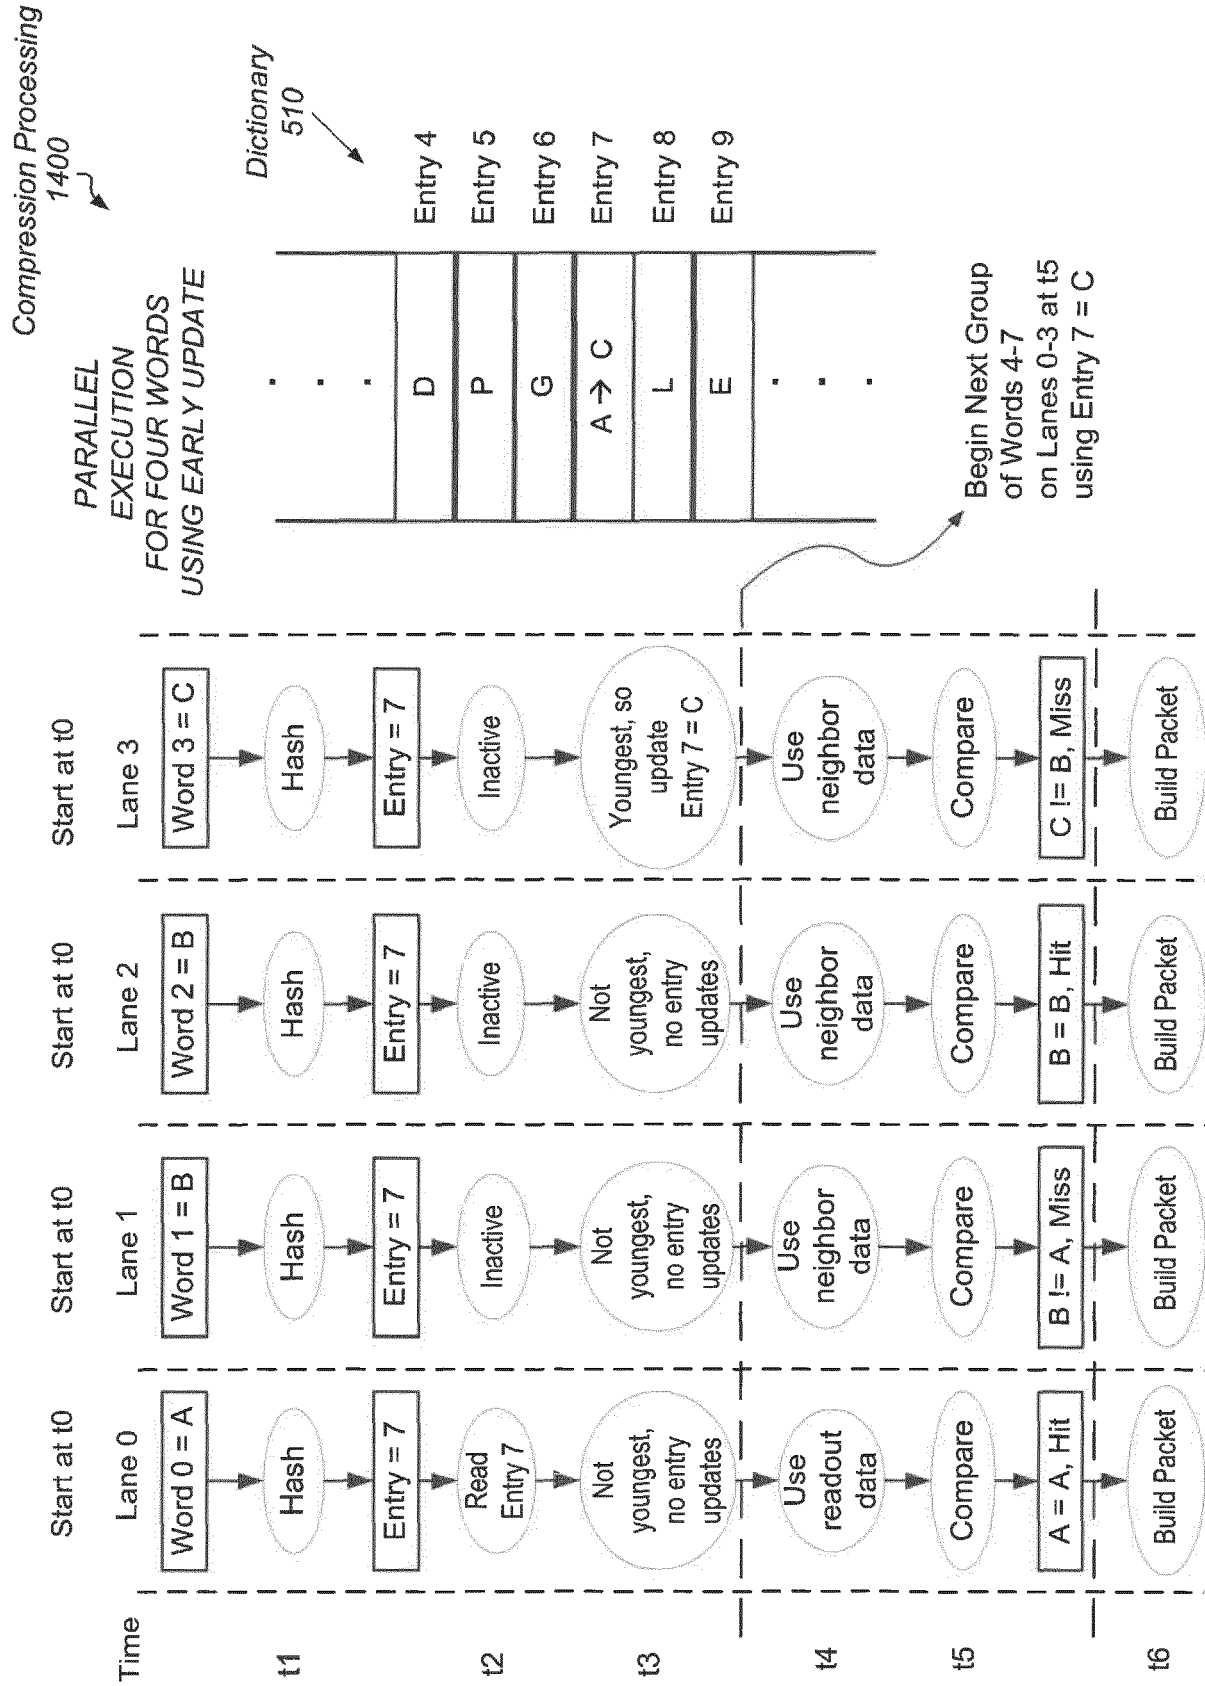 Compression Processing
1400
PARALLEL
EXECUTION
FOR FOUR WORDS
USING EARLY UPDATE
Dictionary
510
D
Entry 4
P
Entry 5
G
Entry 6
A → C
Entry 7
L
Entry 8
E
Entry 9
Begin Next Group
of Words 4-7
on Lanes 0-3 at t5
using Entry 7 = C
Time
t1
t2
t3
t4
t5
t6
Start at t0
Lane 0
Word 0 = A
Hash
Entry = 7
Read
Entry 7
Not
youngest,
no entry
updates
Use
readout
data
Compare
A = A, Hit
Build Packet
Start at t0
Lane 1
Word 1 = B
Hash
Entry = 7
Inactive
Not
youngest,
no entry
updates
Use
neighbor
data
Compare
B != A, Miss
Build Packet
Start at t0
Lane 2
Word 2 = B
Hash
Entry = 7
Inactive
Not
youngest,
no entry
updates
Use
neighbor
data
Compare
B = B, Hit
Build Packet
Start at t0
Lane 3
Word 3 = C
Hash
Entry = 7
Inactive
Youngest, so
update
Entry 7 = C
Use
neighbor
data
Compare
C != B, Miss
Build Packet